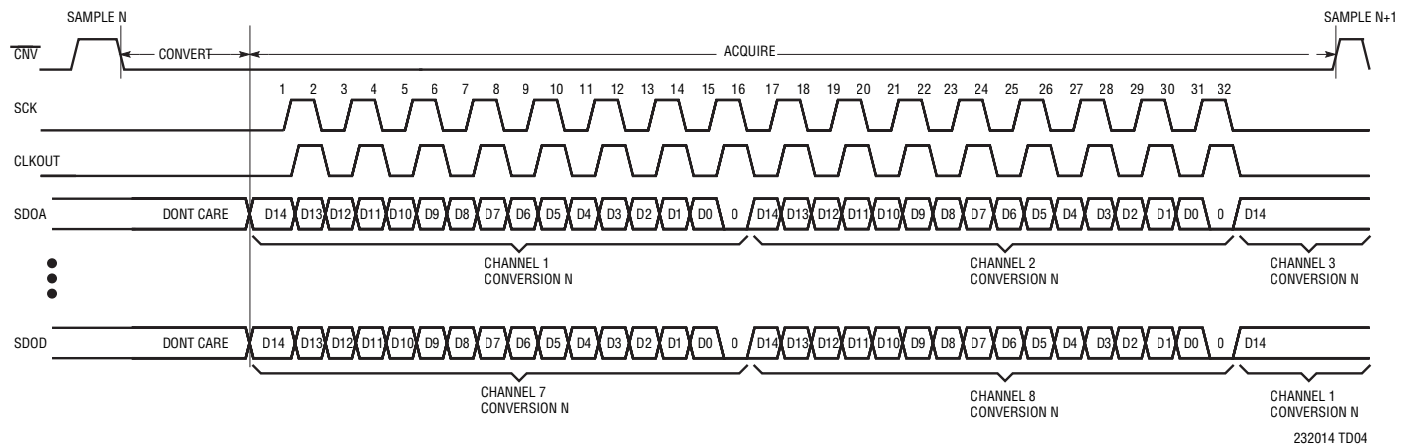 SAMPLE N SAMPLE N+1
CNV CONVERT ACQUIRE
1 2 3 4 5 6 7 8 9 10 11 12 13 14 15 16 17 18 19 20 21 22 23 24 25 26 27 28 29 30 31 32
SCK
CLKOUT
SDOA DONT CARE D14 D13 D12 D11 D10 D9 D8 D7 D6 D5 D4 D3 D2 D1 D0 0 D14 D13 D12 D11 D10 D9 D8 D7 D6 D5 D4 D3 D2 D1 D0 0 D14
CHANNEL 1 CHANNEL 2 CHANNEL 3
CONVERSION N CONVERSION N CONVERSION N
SDOD DONT CARE D14 D13 D12 D11 D10 D9 D8 D7 D6 D5 D4 D3 D2 D1 D0 0 D14 D13 D12 D11 D10 D9 D8 D7 D6 D5 D4 D3 D2 D1 D0 0 D14
CHANNEL 7 CHANNEL 8 CHANNEL 1
CONVERSION N CONVERSION N CONVERSION N
232014 TD04